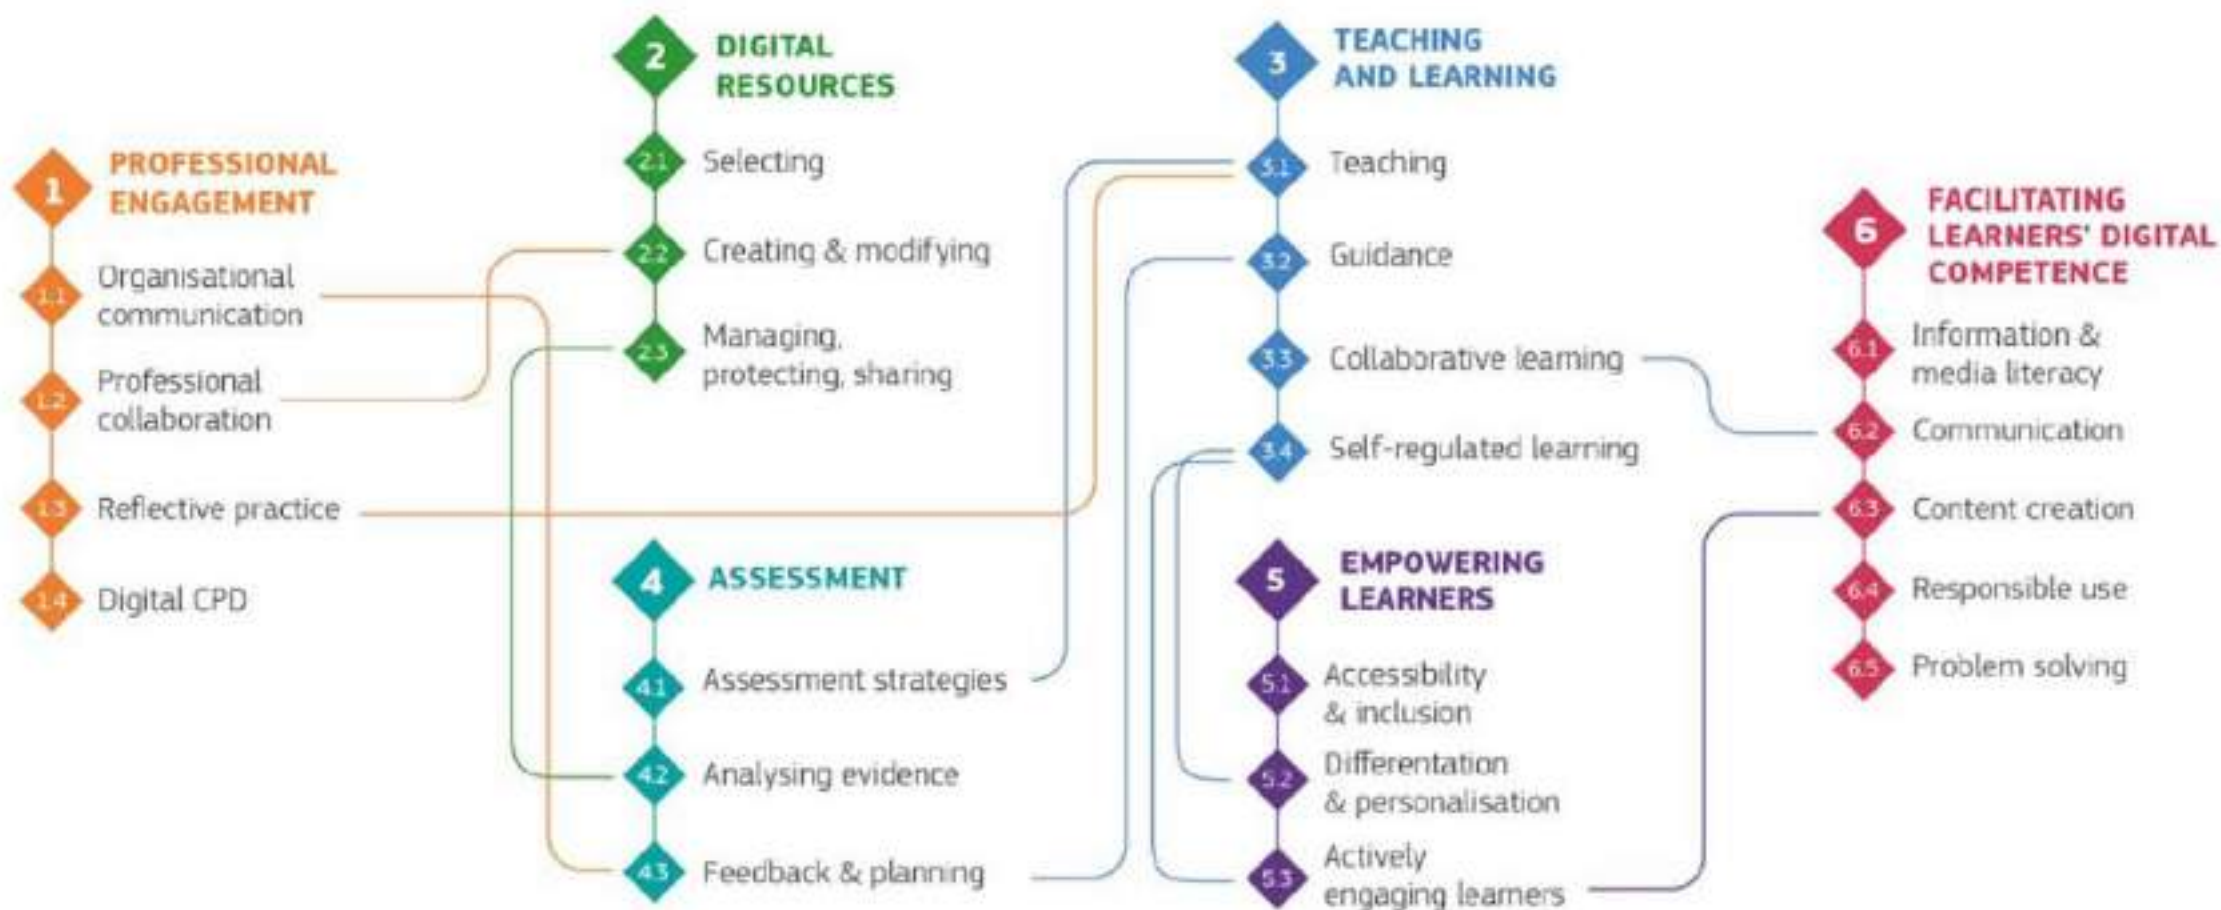 1
PROFESSIONAL
ENGAGEMENT
1.1
Organisational
communication
1.2
Professional
collaboration
1.3
Reflective practice
1.4
Digital CPD
2
DIGITAL
RESOURCES
2.1
Selecting
2.2
Creating & modifying
2.3
Managing,
protecting, sharing
3
TEACHING
AND LEARNING
3.1
Teaching
3.2
Guidance
3.3
Collaborative learning
3.4
Self-regulated learning
4
ASSESSMENT
4.1
Assessment strategies
4.2
Analysing evidence
4.3
Feedback & planning
5
EMPOWERING
LEARNERS
5.1
Accessibility
& inclusion
5.2
Differentation
& personalisation
5.3
Actively
engaging learners
6
FACILITATING
LEARNERS' DIGITAL
COMPETENCE
6.1
Information &
media literacy
6.2
Communication
6.3
Content creation
6.4
Responsible use
6.5
Problem solving